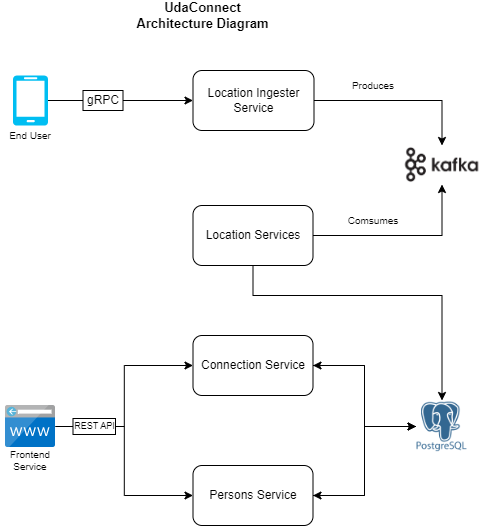 UdaConnect
Architecture Diagram
End User
gRPC
Location Ingester
Service
Produces
kafka
Location Services
Comsumes
Connection Service
www
Frontend
Service
REST API
PostgreSQL
Persons Service